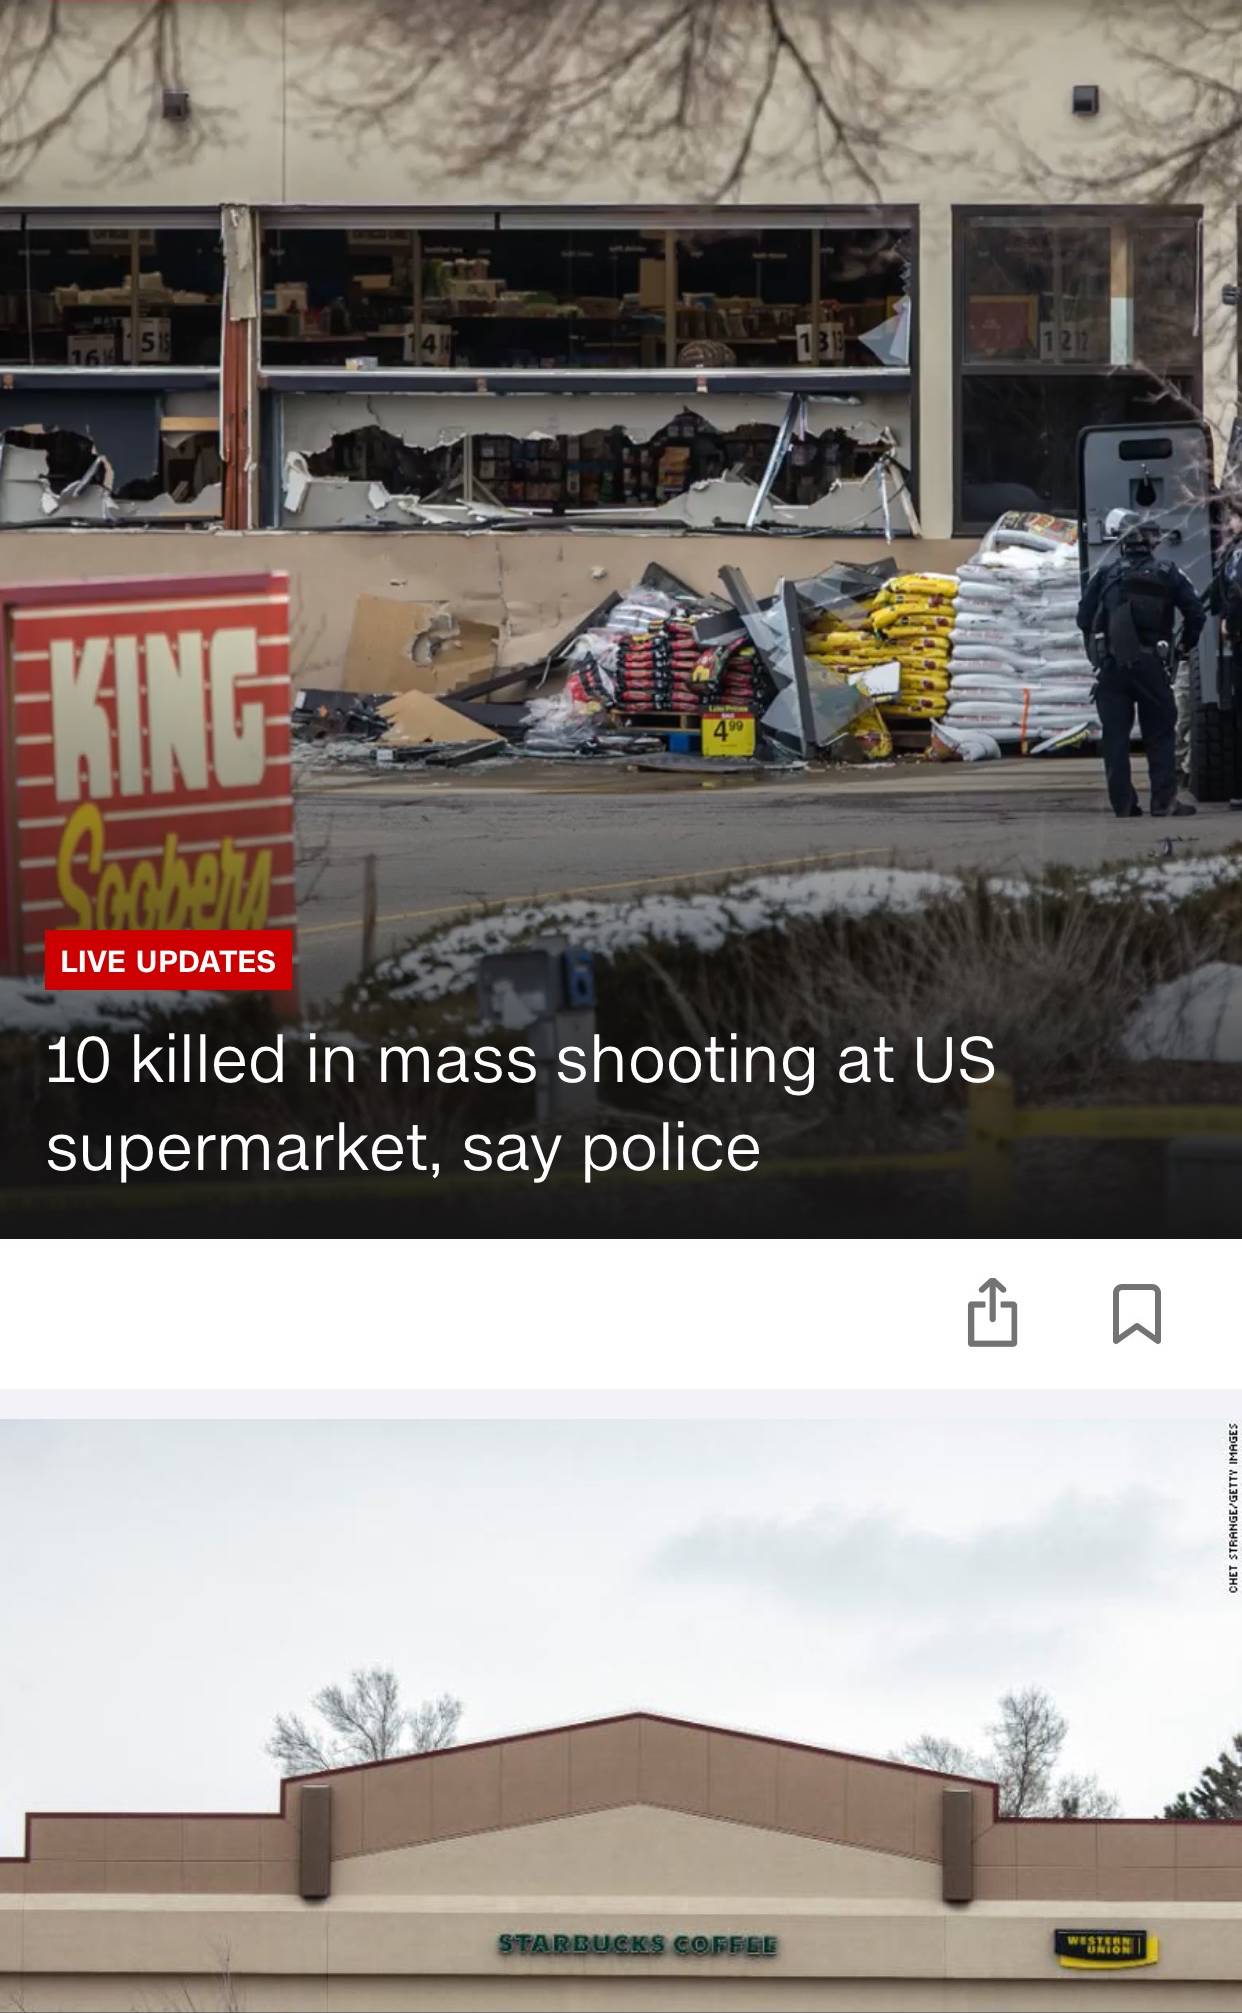 16
15
14
13
12
4.99
KING
Soopers
LIVE UPDATES
10 killed in mass shooting at US
supermarket, say police
CHET STRANGE/GETTY IMAGES
STARBUCKS COFFEE
WESTERN
UNION